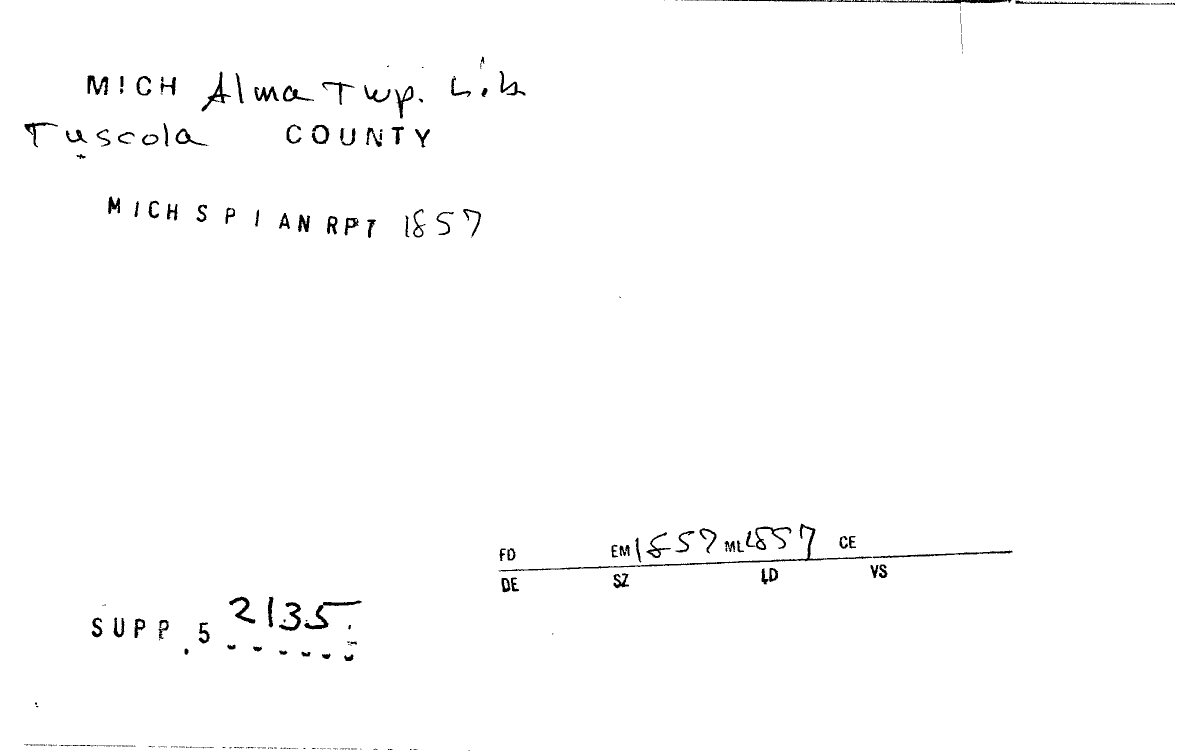 MICH Alma Twp. Lib
Tuscola COUNTY
MICH S P I AN RPT 1857
FD EM 1857 ML 1857 CE
DE SZ LD VS
SUPP.5 2135